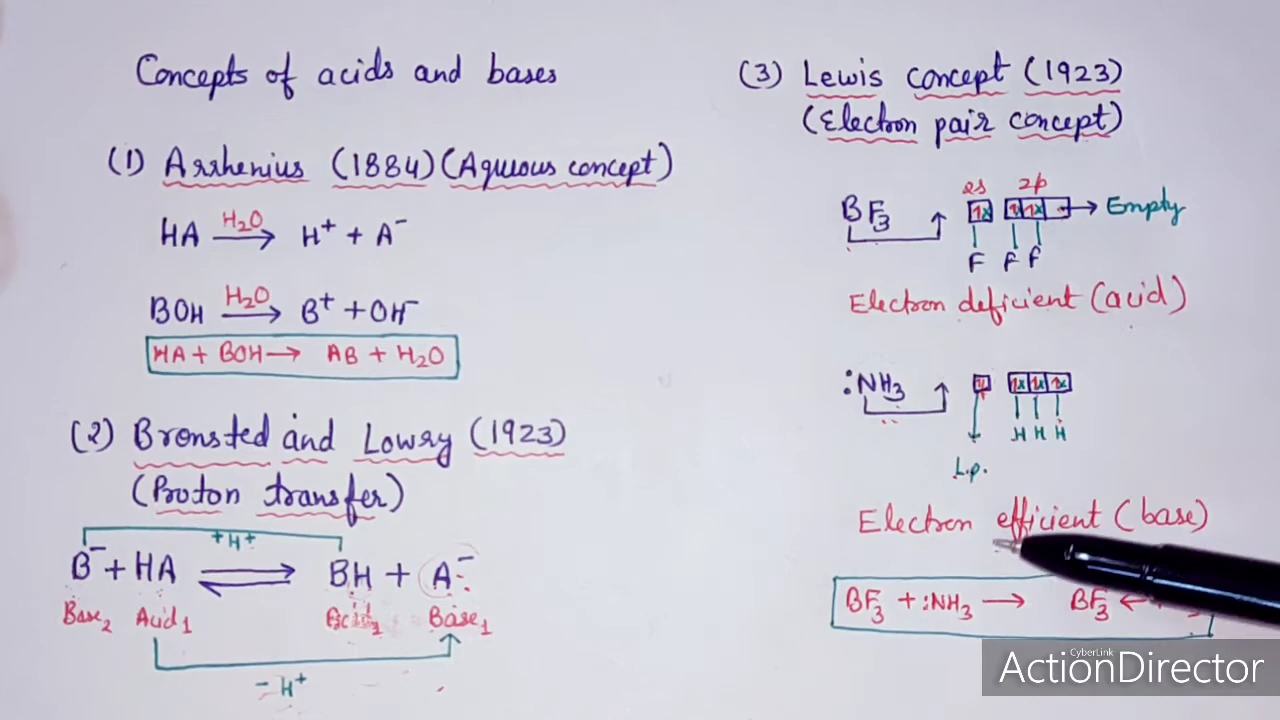 Concepts of acids and bases
(1) Arrhenius (1884) (Aqueous concept)
HA H2O→ H+ + A-
BOH H2O→ B+ + OH-
HA + BOH → AB + H2O
(2) Bronsted and Lowry (1923)
(Proton transfer)
+H+
B- + HA ⇌ BH + A-
Base2 Acid1 Acid2 Base1
-H+
(3) Lewis concept (1923)
(Electron pair concept)
2s 2p
BF3 → Empty
F F F
Electron deficient (acid)
:NH3
H H H
L.p.
Electron efficient (base)
BF3 + :NH3 → BF3 ←
CyberLink
ActionDirector